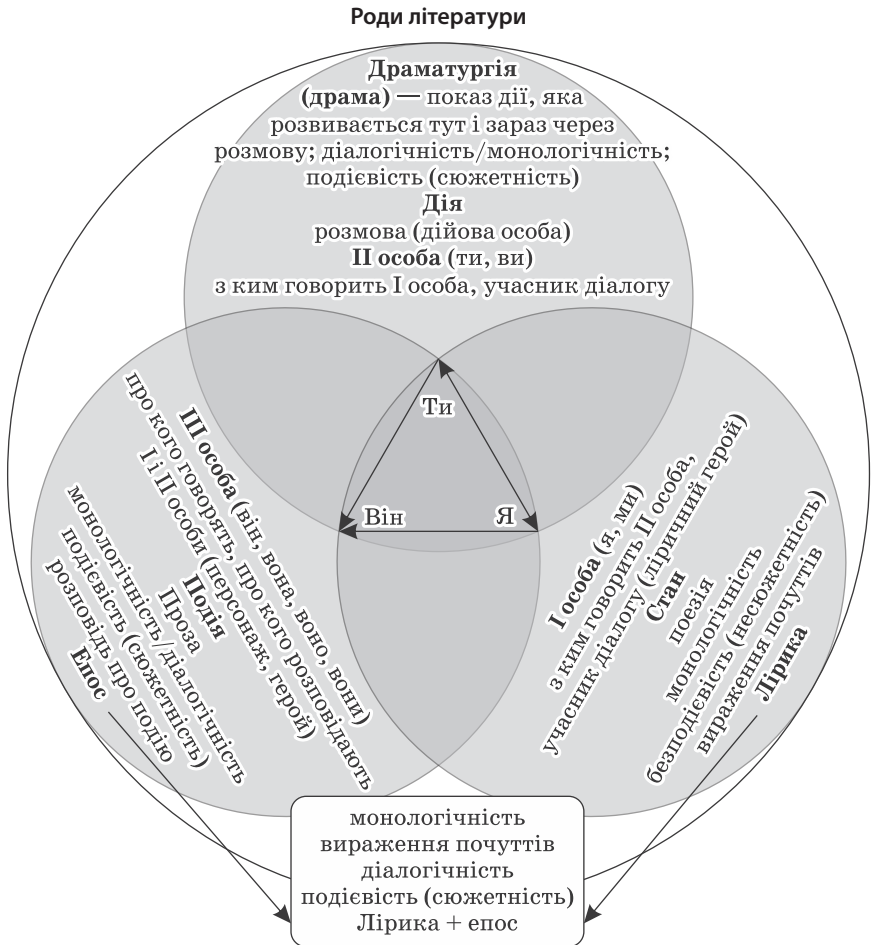 Роди літератури
Драматургія
(драма) — показ дії, яка
розвивається тут і зараз через
розмову; діалогічність/монологічність;
подієвість (сюжетність)
Дія
розмова (дійова особа)
ІІ особа (ти, ви)
з ким говорить І особа, учасник діалогу
Ти
Він
Я
ІІІ особа (він, вона, воно, вони)
про кого говорять, про кого розповідають
І і ІІ особи (персонаж, герой)
Подія
Проза
монологічність/діалогічність
подієвість (сюжетність)
розповідь про подію
Епос
І особа (я, ми)
з ким говорить ІІ особа,
учасник діалогу (ліричний герой)
Стан
поезія
монологічність
безподієвість (несюжетність)
вираження почуттів
Лірика
монологічність
вираження почуттів
діалогічність
подієвість (сюжетність)
Лірика + епос